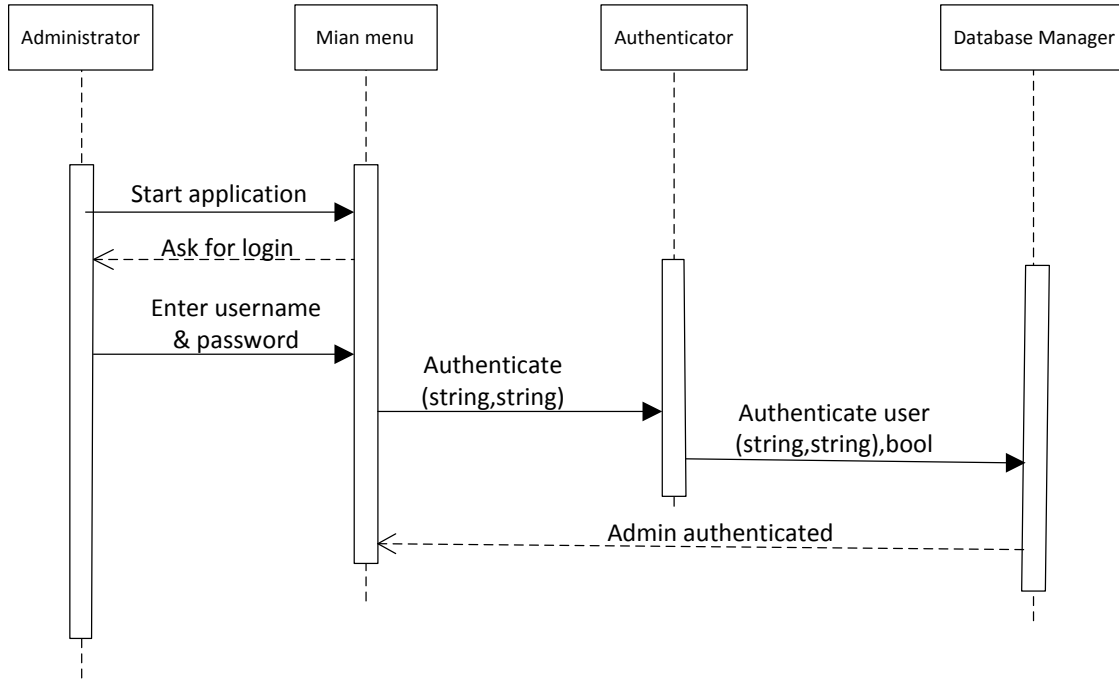 Administrator
Mian menu
Authenticator
Database Manager
Start application
Ask for login
Enter username
& password
Authenticate
(string,string)
Authenticate user
(string,string),bool
Admin authenticated